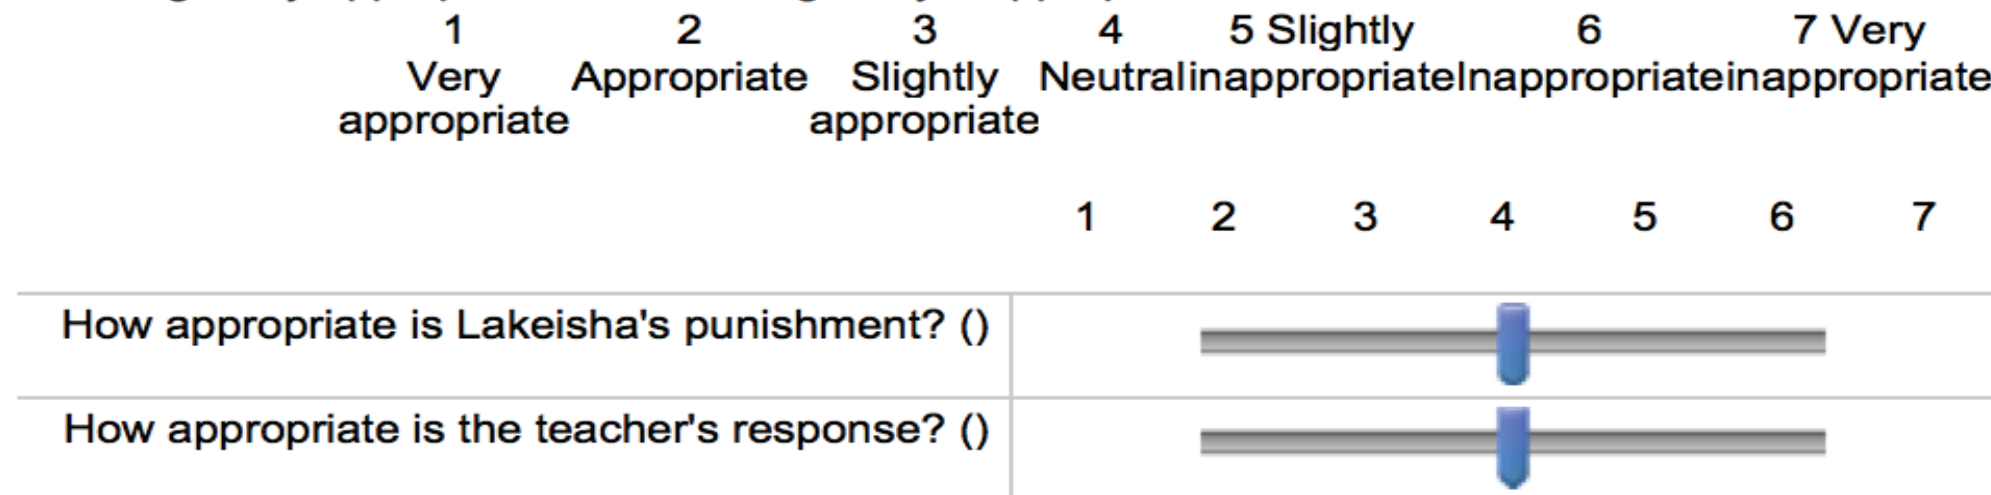 1 2 3 4 5 Slightly 6 7 Very
Very Appropriate Slightly Neutral inappropriate Inappropriate inappropriate
appropriate appropriate
1 2 3 4 5 6 7
How appropriate is Lakeisha's punishment? ()
How appropriate is the teacher's response? ()